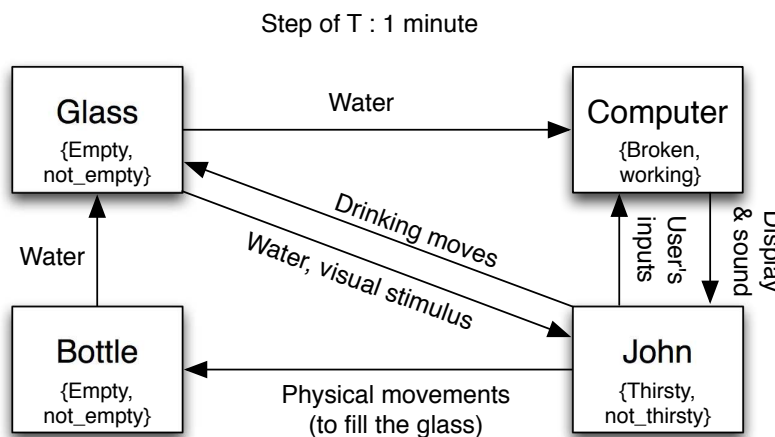 Step of T : 1 minute
Glass
{Empty,
not_empty}
Water
Computer
{Broken,
working}
Drinking moves
Water, visual stimulus
Water
User's
inputs
Display
& sound
Bottle
{Empty,
not_empty}
Physical movements
(to fill the glass)
John
{Thirsty,
not_thirsty}